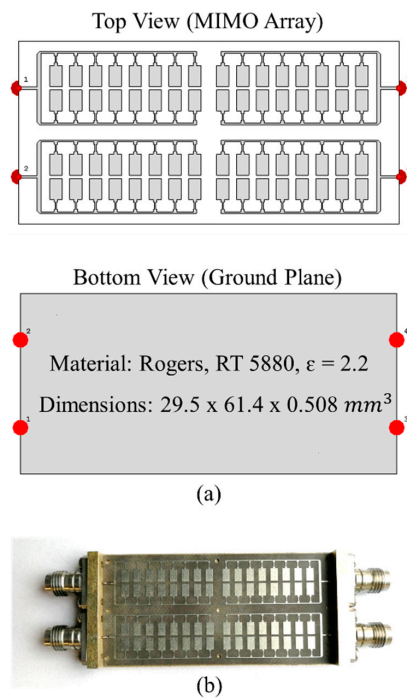 Top View (MIMO Array)
1
2
Bottom View (Ground Plane)
2
4
Material: Rogers, RT 5880, ε = 2.2
Dimensions: 29.5 x 61.4 x 0.508 mm³
1
3
(a)
(b)